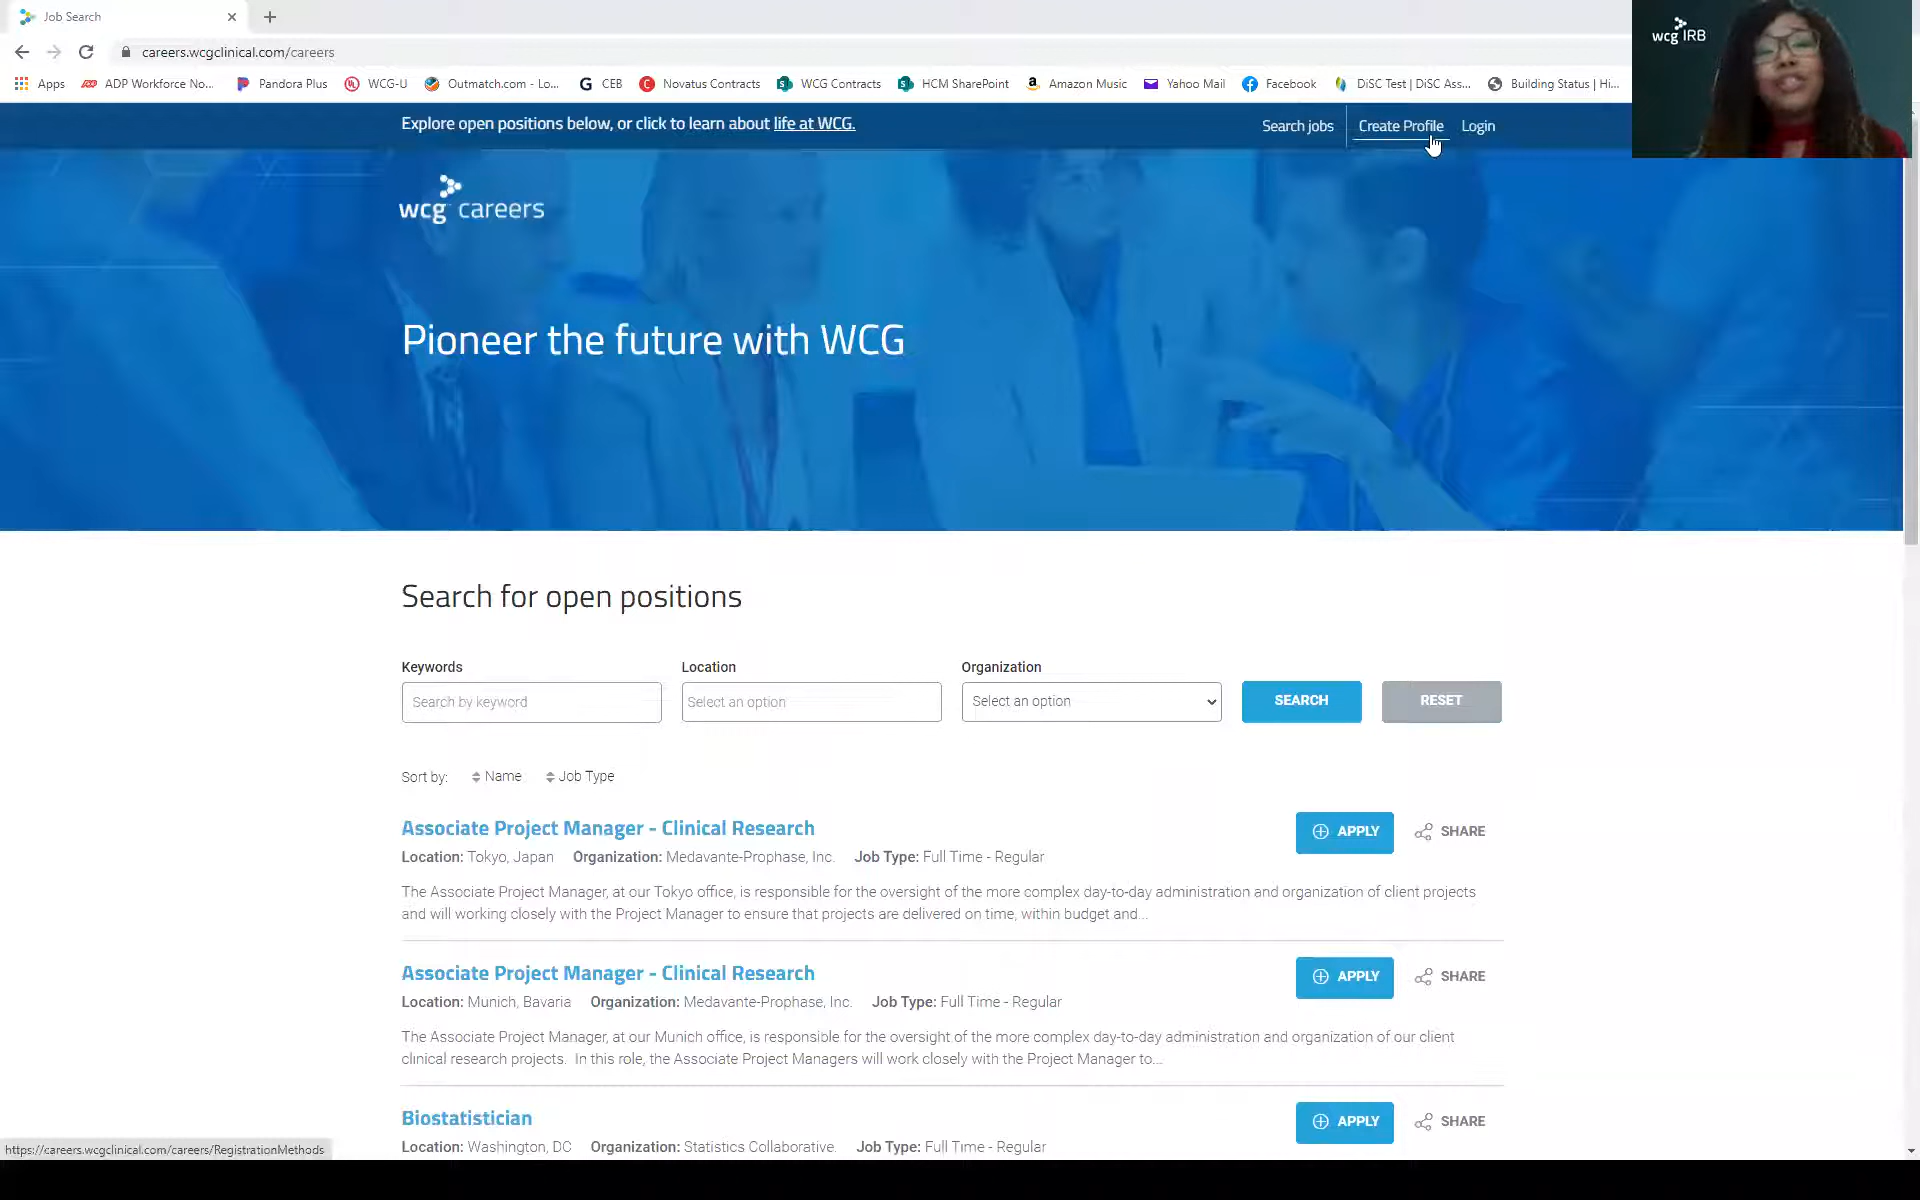 Job Search
careers.wcgclinical.com/careers
Apps ADP Workforce No... Pandora Plus WCG-U Outmatch.com - Lo... CEB Novatus Contracts WCG Contracts HCM SharePoint Amazon Music Yahoo Mail Facebook DiSC Test | DiSC Ass... Building Status | Hi...
wcg IRB
Explore open positions below, or click to learn about life at WCG.
Search jobs Create Profile Login
wcg careers
Pioneer the future with WCG
Search for open positions
Keywords Location Organization
Search by keyword Select an option Select an option SEARCH RESET
Sort by: Name Job Type
Associate Project Manager - Clinical Research
APPLY SHARE
Location: Tokyo, Japan Organization: Medavante-Prophase, Inc. Job Type: Full Time - Regular
The Associate Project Manager, at our Tokyo office, is responsible for the oversight of the more complex day-to-day administration and organization of client projects
and will working closely with the Project Manager to ensure that projects are delivered on time, within budget and...
Associate Project Manager - Clinical Research
APPLY SHARE
Location: Munich, Bavaria Organization: Medavante-Prophase, Inc. Job Type: Full Time - Regular
The Associate Project Manager, at our Munich office, is responsible for the oversight of the more complex day-to-day administration and organization of our client
clinical research projects. In this role, the Associate Project Managers will work closely with the Project Manager to...
Biostatistician
APPLY SHARE
Location: Washington, DC Organization: Statistics Collaborative. Job Type: Full Time - Regular
https://careers.wcgclinical.com/careers/RegistrationMethods